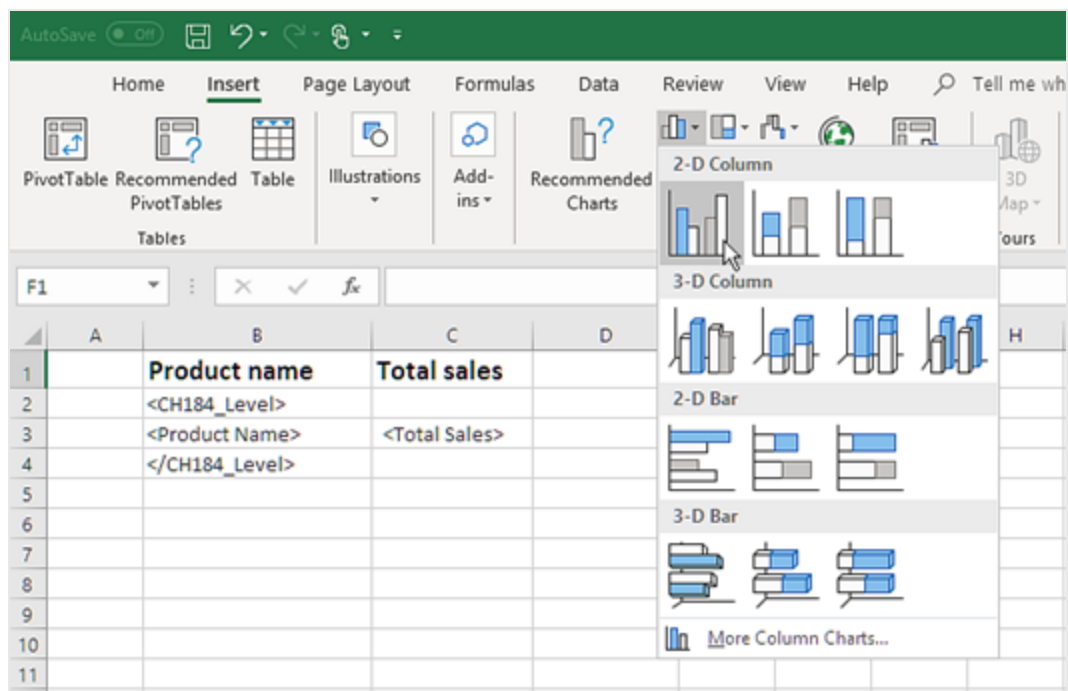 AutoSave Off
Home Insert Page Layout Formulas Data Review View Help Tell me wh
PivotTable
Recommended
PivotTables
Table
Tables
Illustrations
Add-
ins
Recommended
Charts
3D
Map
ours
2-D Column
3-D Column
2-D Bar
3-D Bar
More Column Charts...
F1 fx
A B C D H
1 Product name Total sales
2 <CH184_Level>
3 <Product Name> <Total Sales>
4 </CH184_Level>
5
6
7
8
9
10
11